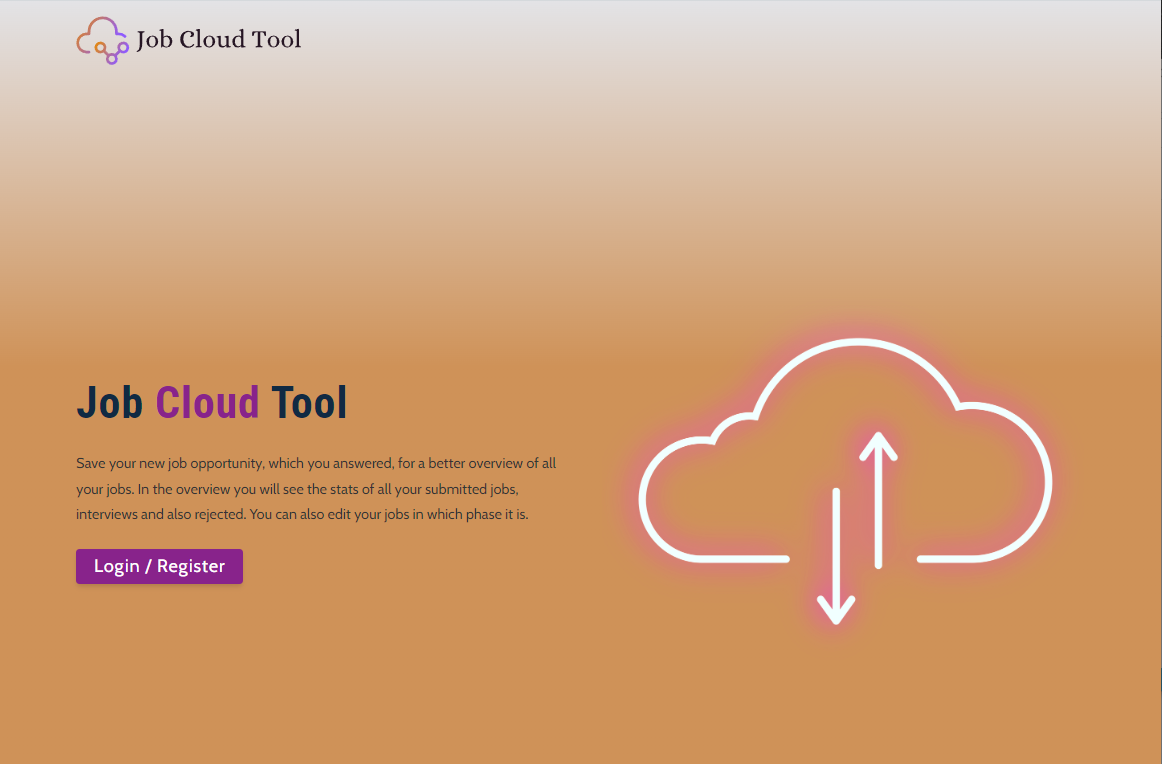 Job Cloud Tool
Job Cloud Tool
Save your new job opportunity, which you answered, for a better overview of all
your jobs. In the overview you will see the stats of all your submitted jobs,
interviews and also rejected. You can also edit your jobs in which phase it is.
Login / Register